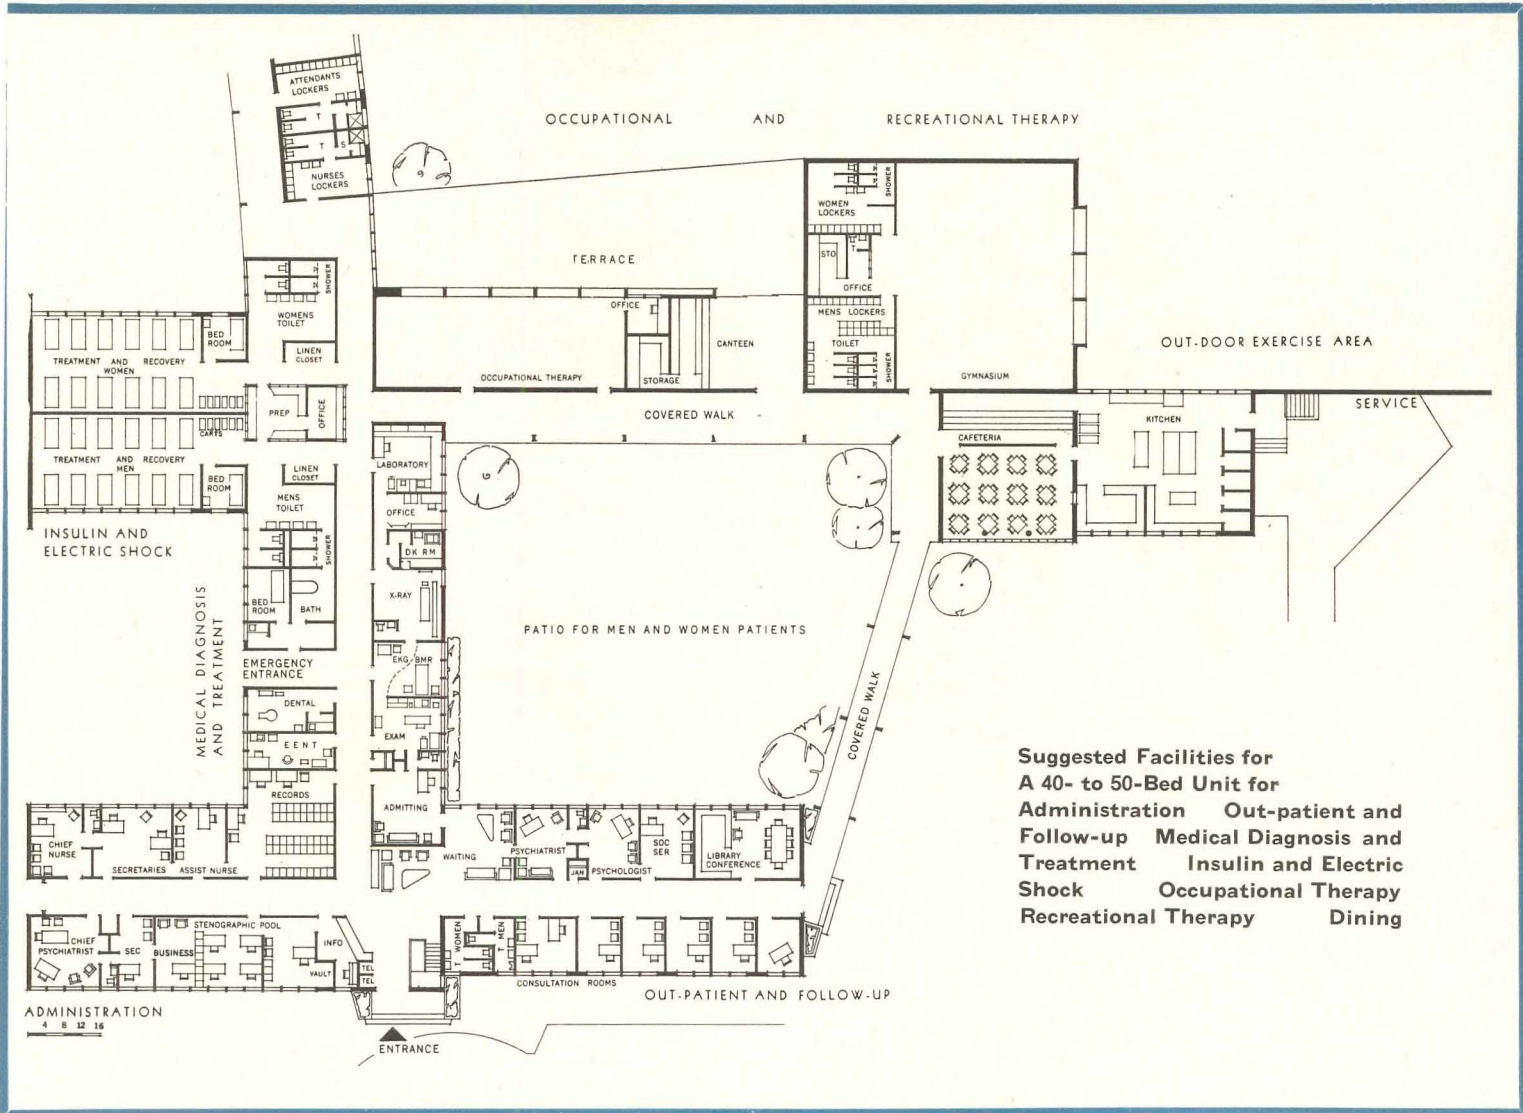 ATTENDANTS
LOCKERS
T
T
S
NURSES
LOCKERS
OCCUPATIONAL AND RECREATIONAL THERAPY
WOMEN
LOCKERS
SHOWER
STO
T
OFFICE
MENS LOCKERS
TOILET
SHOWER
GYMNASIUM
TERRACE
OFFICE
CANTEEN
STORAGE
OCCUPATIONAL THERAPY
COVERED WALK
OUT-DOOR EXERCISE AREA
SERVICE
KITCHEN
CAFETERIA
SHOWER
WOMENS
TOILET
LINEN
CLOSET
BED
ROOM
TREATMENT AND RECOVERY
WOMEN
PREP
OFFICE
CARTS
TREATMENT AND RECOVERY
MEN
BED
ROOM
LINEN
CLOSET
MENS
TOILET
SHOWER
INSULIN AND
ELECTRIC SHOCK
BED
ROOM
BATH
LABORATORY
OFFICE
DK RM
X-RAY
EKG BMR
EXAM
ADMITTING
PATIO FOR MEN AND WOMEN PATIENTS
COVERED WALK
MEDICAL DIAGNOSIS
AND TREATMENT
EMERGENCY
ENTRANCE
DENTAL
E E N T
RECORDS
CHIEF
NURSE
SECRETARIES
ASSIST NURSE
WAITING
PSYCHIATRIST
JAN
PSYCHOLOGIST
SOC
SER
LIBRARY
CONFERENCE
CHIEF
PSYCHIATRIST
SEC
BUSINESS
STENOGRAPHIC POOL
INFO
VAULT
TEL
TEL
T WOMEN
T MEN
CONSULTATION ROOMS
OUT-PATIENT AND FOLLOW-UP
ADMINISTRATION
4 8 12 16
ENTRANCE
Suggested Facilities for
A 40- to 50-Bed Unit for
Administration Out-patient and
Follow-up Medical Diagnosis and
Treatment Insulin and Electric
Shock Occupational Therapy
Recreational Therapy Dining